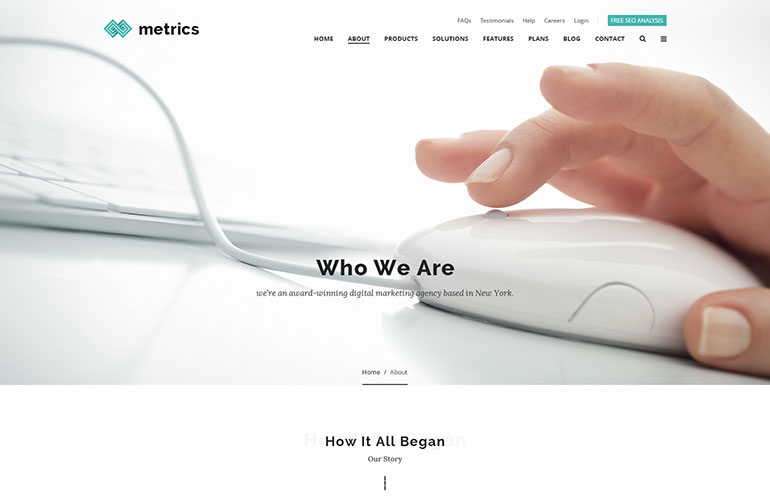 FAQs Testimonials Help Careers Login | FREE SEO ANALYSIS
metrics
HOME ABOUT PRODUCTS SOLUTIONS FEATURES PLANS BLOG CONTACT
Who We Are
we're an award-winning digital marketing agency based in New York.
Home / About
How It All Began
Our Story